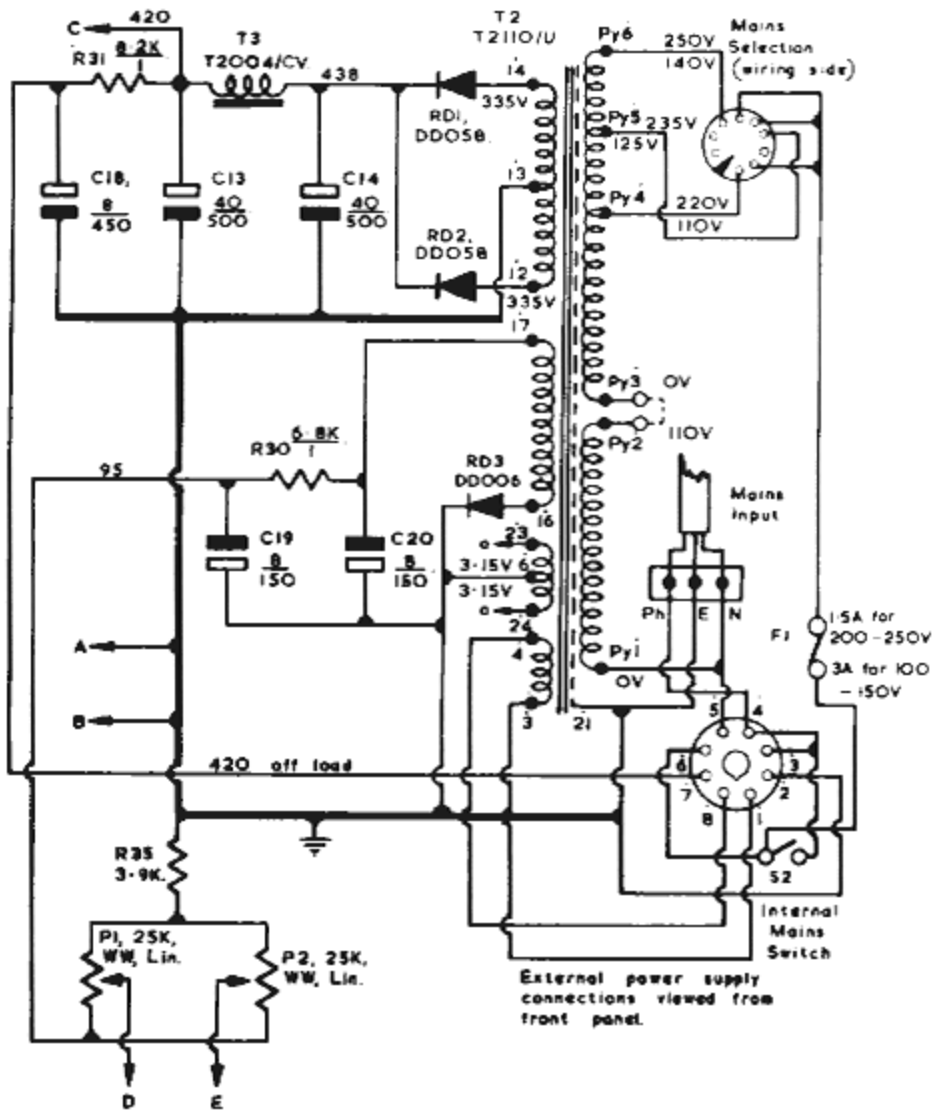 C
420
T2
T2110/U
Py6
Mains
Selection
(wiring side)
R31
8·2K
1
T3
T2004/CV
438
14
335V
RD1,
DD058
250V
140V
Py5
235V
125V
C18,
8
450
C13
40
500
C14
40
500
13
Py4
220V
110V
RD2,
DD058
12
335V
17
Py3
0V
Py2
110V
R30
6·8K
1
95
RD3
DD006
16
Mains
Input
C19
8
150
C20
8
150
23
3·15V
6
3·15V
24
Ph
E
N
F1
1·5A for
200-250V
3A for 100
-150V
A
4
Py1
0V
B
3
21
5
4
420 off load
6
3
7
2
8
1
R35
3·9K.
S2
Internal
Mains
Switch
P1, 25K,
WW, Lin.
P2, 25K,
WW, Lin.
External power supply
connections viewed from
front panel.
D
E